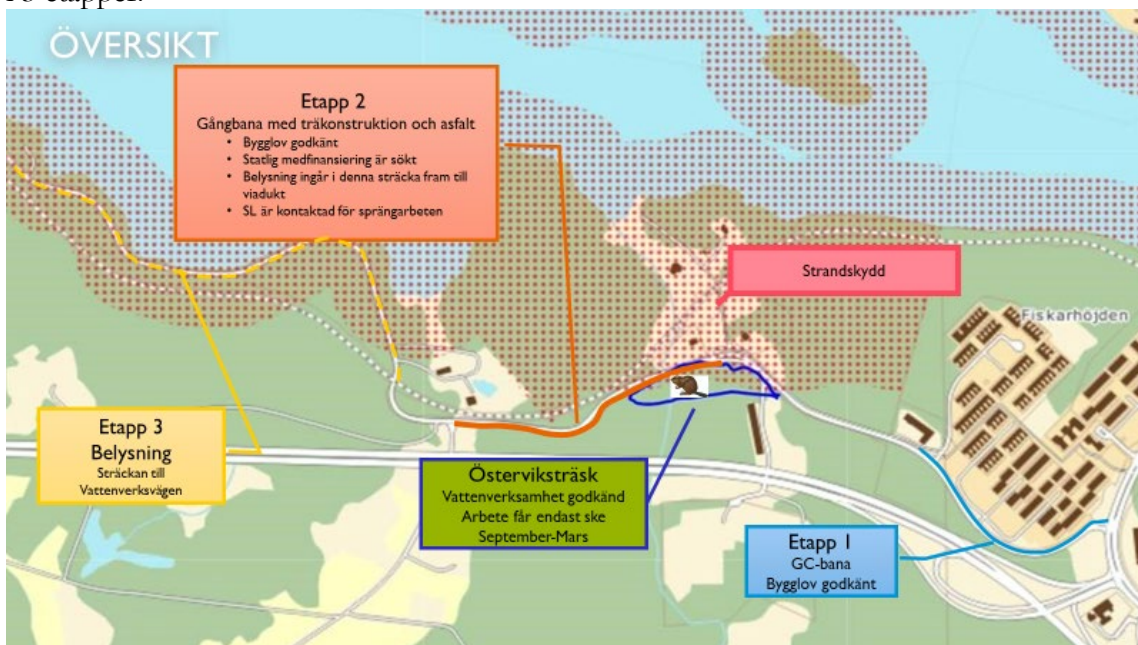 ÖVERSIKT
Etapp 2
Gångbana med träkonstruktion och asfalt
• Bygglov godkänt
• Statlig medfinansiering är sökt
• Belysning ingår i denna sträcka fram till
viadukt
• SL är kontaktad för sprängarbeten
Strandskydd
Fiskarhöjden
Etapp 3
Belysning
Sträckan till
Vattenverksvägen
Österviksträsk
Vattenverksamhet godkänd
Arbete får endast ske
September-Mars
Etapp 1
GC-bana
Bygglov godkänt